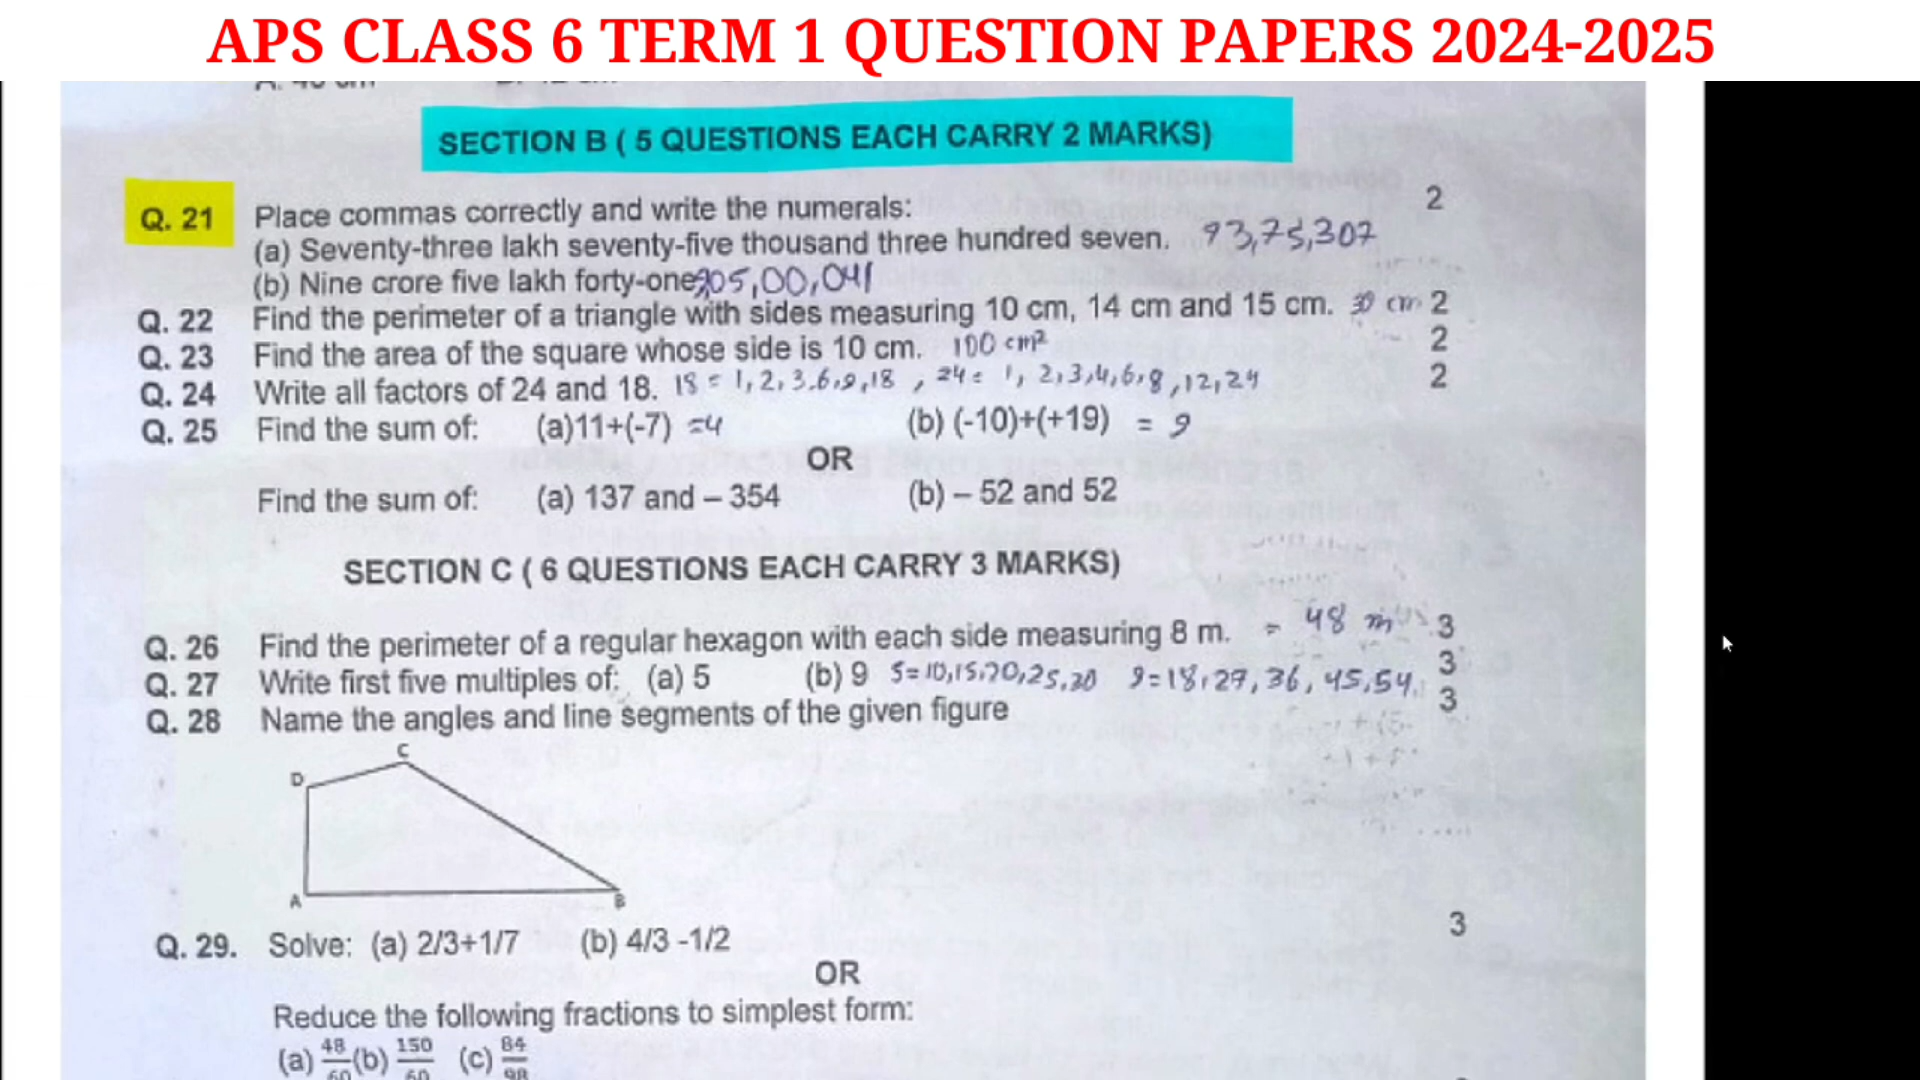 APS CLASS 6 TERM 1 QUESTION PAPERS 2024-2025
SECTION B ( 5 QUESTIONS EACH CARRY 2 MARKS)
Q. 21 Place commas correctly and write the numerals: 2
(a) Seventy-three lakh seventy-five thousand three hundred seven. 73,75,307
(b) Nine crore five lakh forty-one 905,00,041
Q. 22 Find the perimeter of a triangle with sides measuring 10 cm, 14 cm and 15 cm. 39 cm 2
Q. 23 Find the area of the square whose side is 10 cm. 100 cm² 2
Q. 24 Write all factors of 24 and 18. 18 = 1, 2, 3, 6, 9, 18 , 24 = 1, 2, 3, 4, 6, 8, 12, 24 2
Q. 25 Find the sum of: (a)11+(-7) =4 (b) (-10)+(+19) = 9
OR
Find the sum of: (a) 137 and – 354 (b) – 52 and 52
SECTION C ( 6 QUESTIONS EACH CARRY 3 MARKS)
Q. 26 Find the perimeter of a regular hexagon with each side measuring 8 m. = 48 m 3
Q. 27 Write first five multiples of: (a) 5 (b) 9 5=10,15,20,25,30 9=18,27,36,45,54 3
Q. 28 Name the angles and line segments of the given figure 3
C
D
A B
Q. 29. Solve: (a) 2/3+1/7 (b) 4/3 -1/2 3
OR
Reduce the following fractions to simplest form:
(a) 48/60 (b) 150/60 (c) 84/98